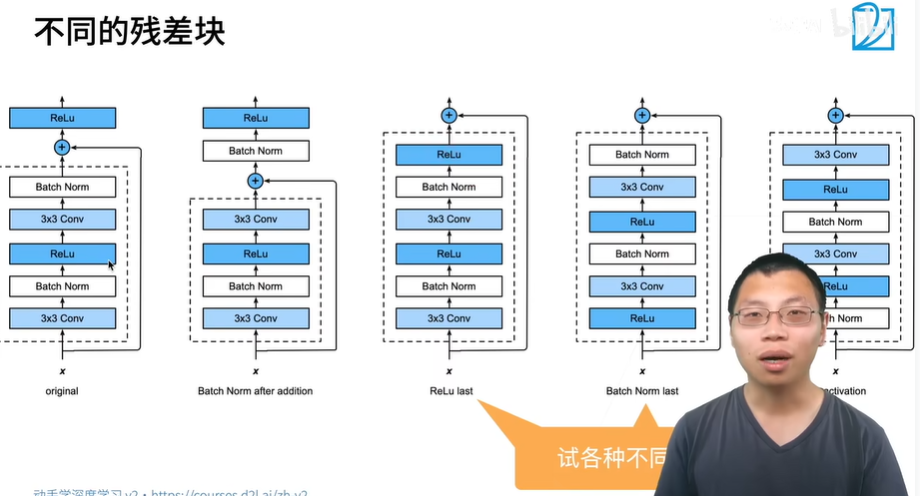 不同的残差块
bilibili
ReLu
Batch Norm
3x3 Conv
ReLu
Batch Norm
3x3 Conv
x
original
ReLu
Batch Norm
3x3 Conv
ReLu
Batch Norm
3x3 Conv
x
Batch Norm after addition
ReLu
Batch Norm
3x3 Conv
ReLu
Batch Norm
3x3 Conv
x
ReLu last
Batch Norm
3x3 Conv
ReLu
Batch Norm
3x3 Conv
ReLu
x
Batch Norm last
3x3 Conv
ReLu
Batch Norm
3x3 Conv
ReLu
Norm
x
activation
试各种不同
动手学深度学习 v2 · https://courses.d2l.ai/zh-v2